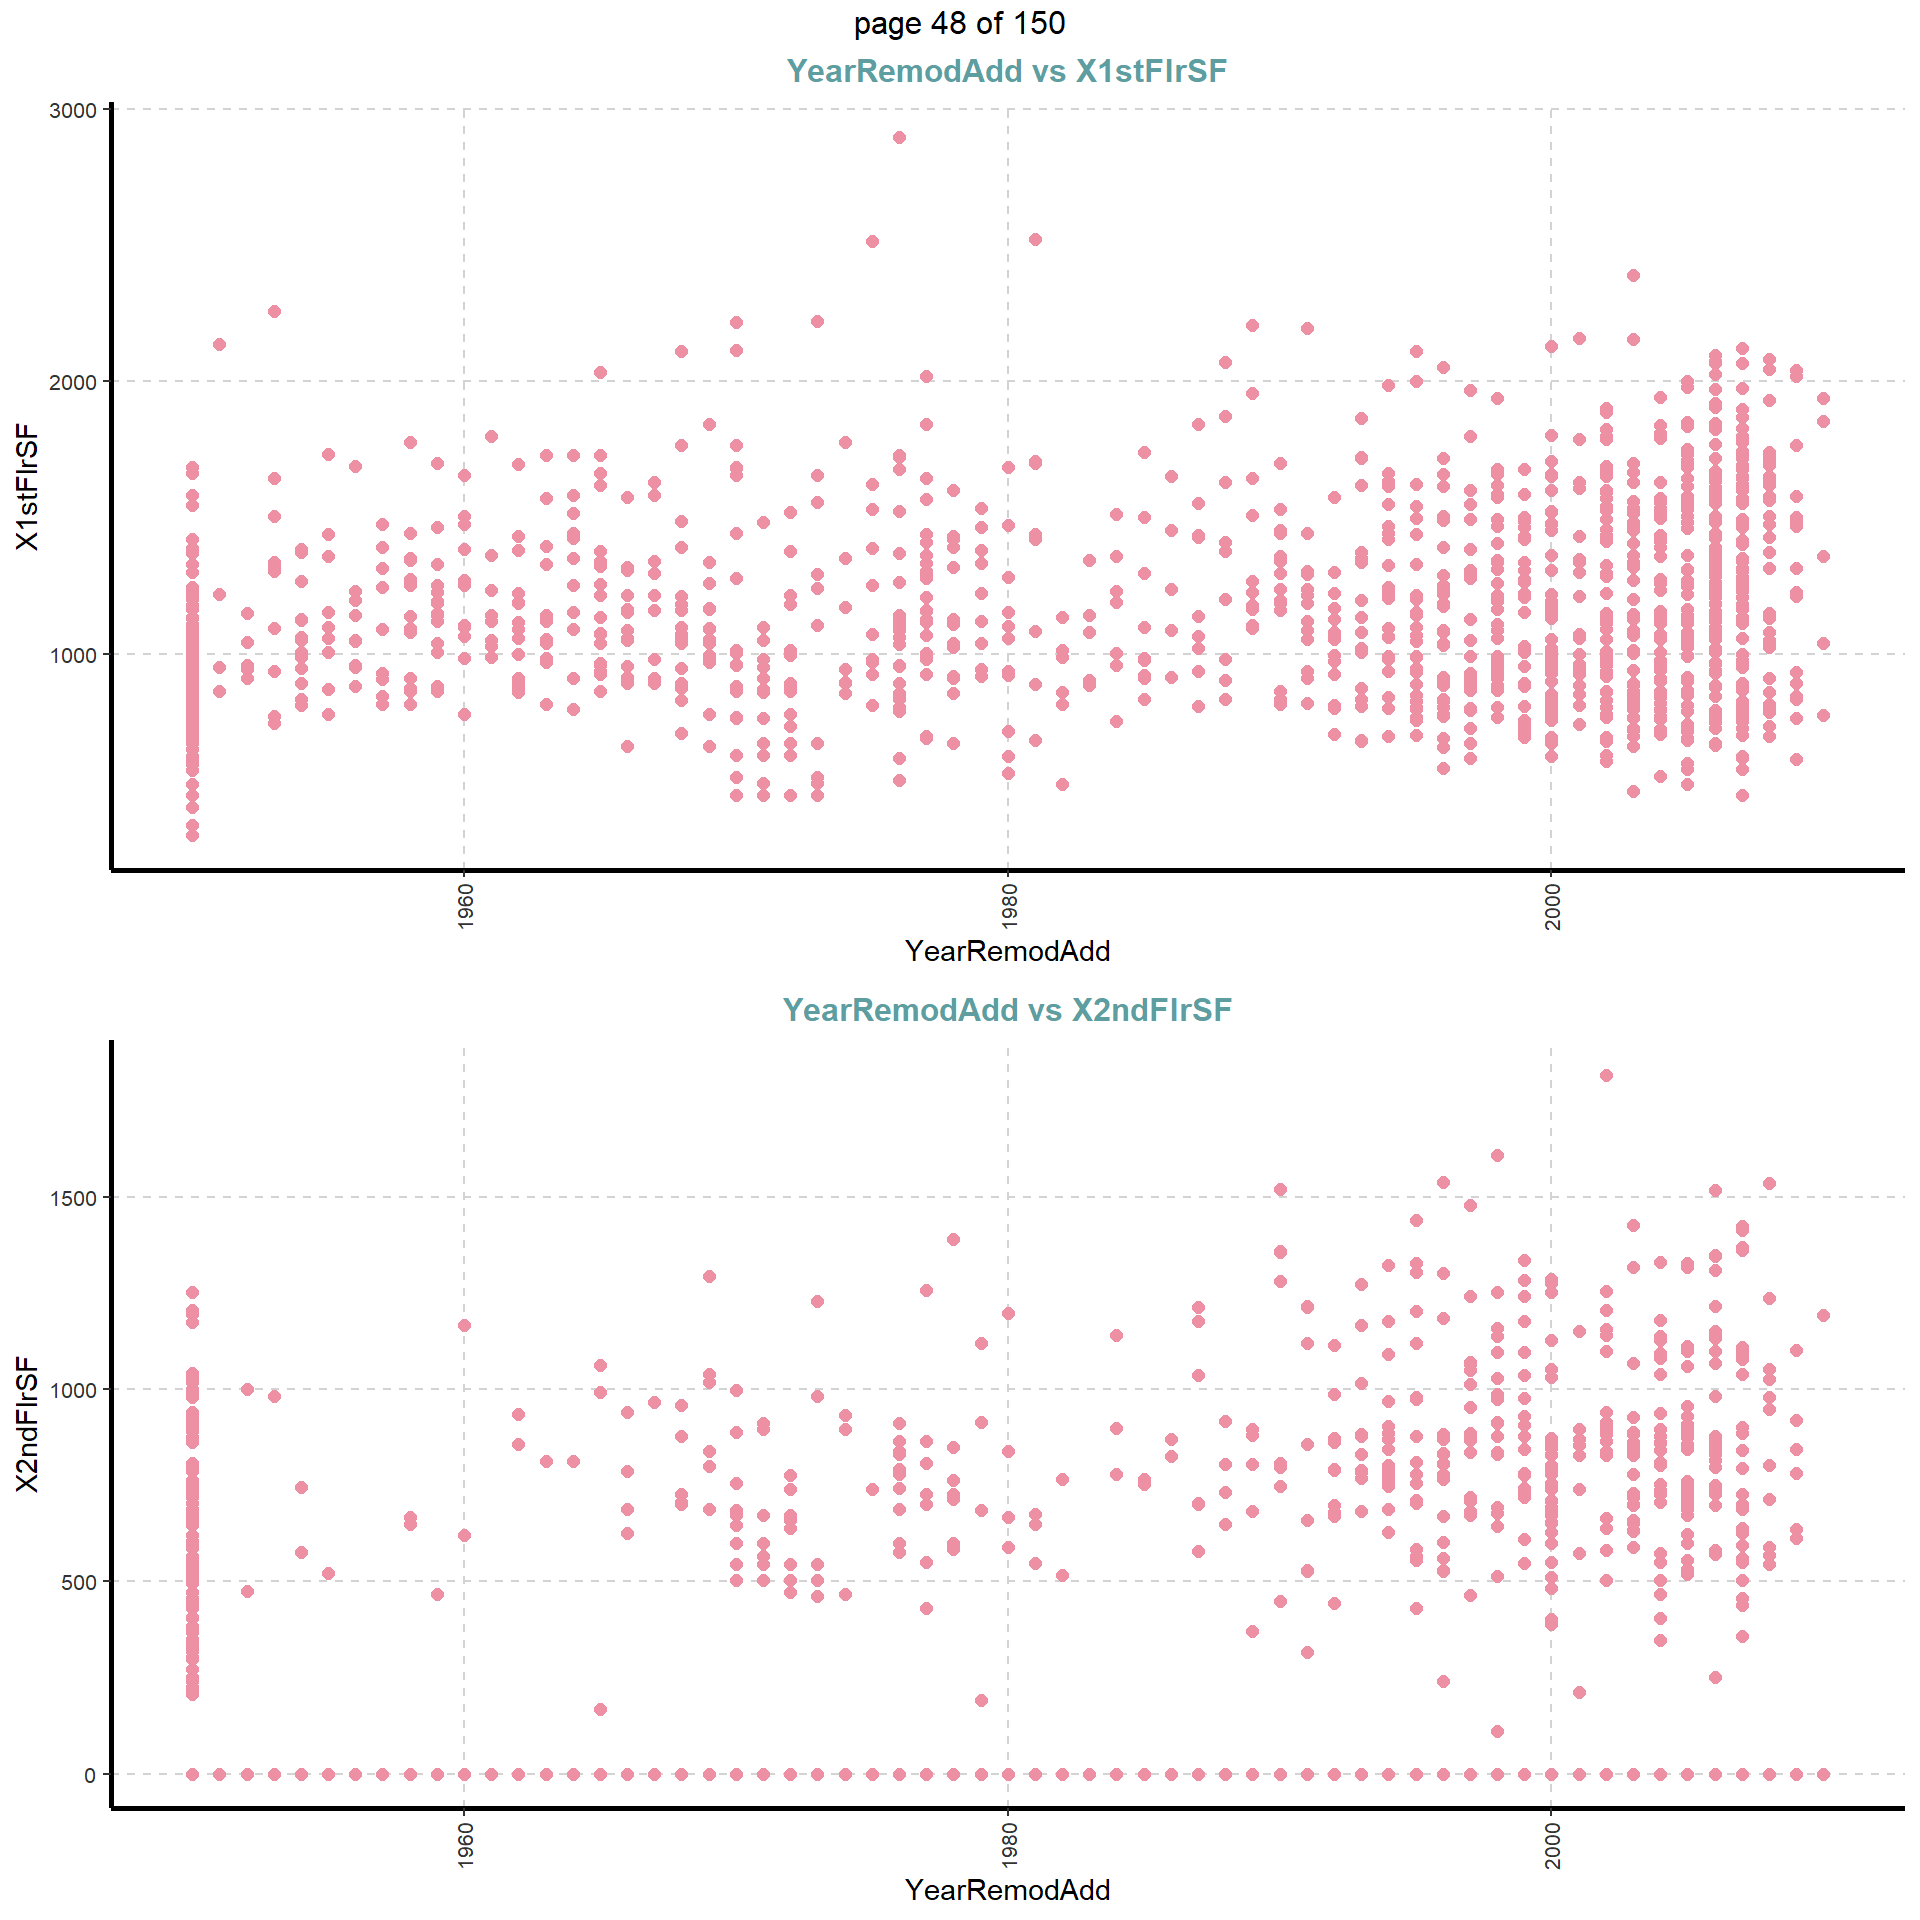 page 48 of 150
YearRemodAdd vs X1stFlrSF
3000
2000
1000
X1stFlrSF
1960
1980
2000
YearRemodAdd
YearRemodAdd vs X2ndFlrSF
1500
1000
500
0
X2ndFlrSF
1960
1980
2000
YearRemodAdd